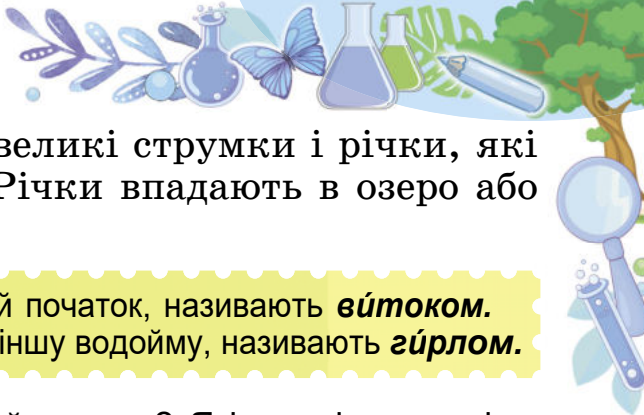 великі струмки і річки, які
Річки впадають в озеро або
й початок, називають ви́током.
іншу водойму, називають ги́рлом.